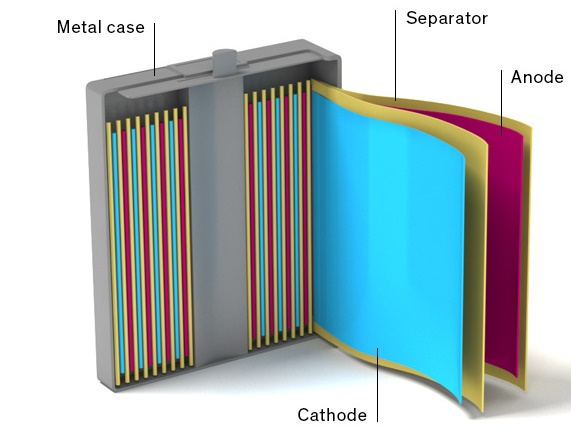 Separator
Metal case
Anode
Cathode